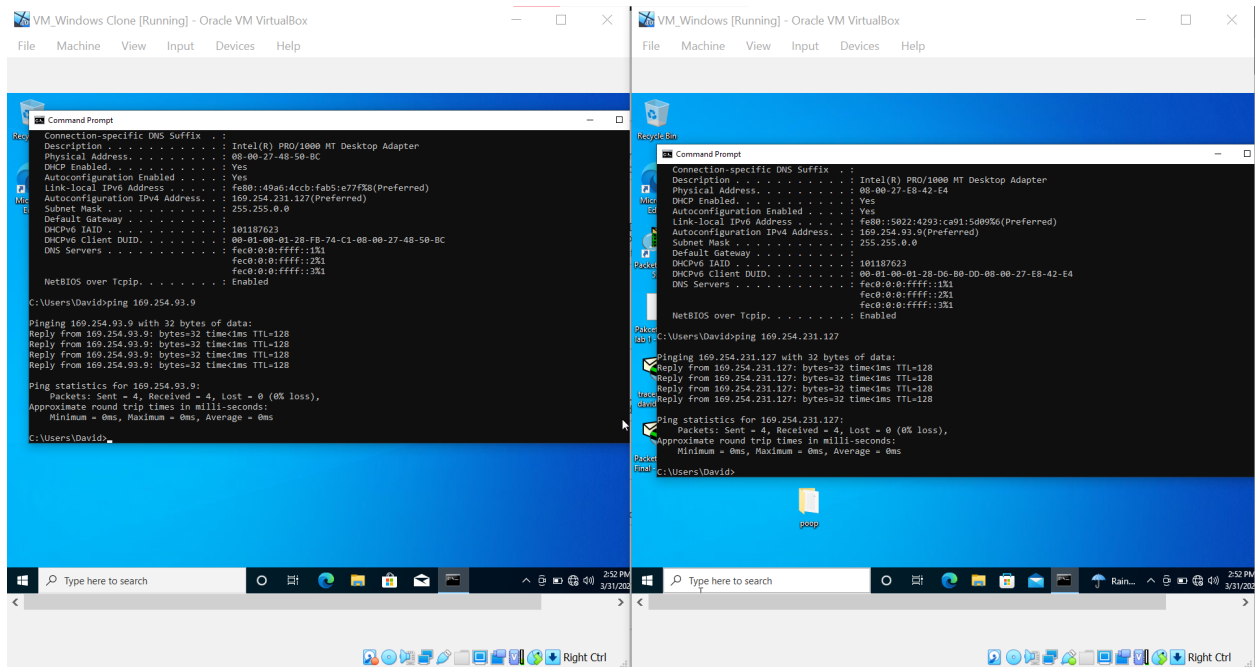 VM_Windows Clone [Running] - Oracle VM VirtualBox
File Machine View Input Devices Help
Command Prompt
Connection-specific DNS Suffix . :
Description . . . . . . . . . . . : Intel(R) PRO/1000 MT Desktop Adapter
Physical Address. . . . . . . . . : 08-00-27-48-50-BC
DHCP Enabled. . . . . . . . . . . : Yes
Autoconfiguration Enabled . . . . : Yes
Link-local IPv6 Address . . . . . : fe80::49a6:4ccb:fab5:e77f%8(Preferred)
Autoconfiguration IPv4 Address. . : 169.254.231.127(Preferred)
Subnet Mask . . . . . . . . . . . : 255.255.0.0
Default Gateway . . . . . . . . . :
DHCPv6 IAID . . . . . . . . . . . : 101187623
DHCPv6 Client DUID. . . . . . . . : 00-01-00-01-28-FB-74-C1-08-00-27-48-50-BC
DNS Servers . . . . . . . . . . . : fec0:0:0:ffff::1%1
fec0:0:0:ffff::2%1
fec0:0:0:ffff::3%1
NetBIOS over Tcpip. . . . . . . . : Enabled
C:\Users\David>ping 169.254.93.9
Pinging 169.254.93.9 with 32 bytes of data:
Reply from 169.254.93.9: bytes=32 time<1ms TTL=128
Reply from 169.254.93.9: bytes=32 time<1ms TTL=128
Reply from 169.254.93.9: bytes=32 time<1ms TTL=128
Reply from 169.254.93.9: bytes=32 time<1ms TTL=128
Ping statistics for 169.254.93.9:
Packets: Sent = 4, Received = 4, Lost = 0 (0% loss),
Approximate round trip times in milli-seconds:
Minimum = 0ms, Maximum = 0ms, Average = 0ms
C:\Users\David>
Type here to search
2:52 PM
3/31/202
Right Ctrl
VM_Windows [Running] - Oracle VM VirtualBox
File Machine View Input Devices Help
Recycle Bin
Command Prompt
Connection-specific DNS Suffix . :
Description . . . . . . . . . . . : Intel(R) PRO/1000 MT Desktop Adapter
Physical Address. . . . . . . . . : 08-00-27-E8-42-E4
DHCP Enabled. . . . . . . . . . . : Yes
Autoconfiguration Enabled . . . . : Yes
Link-local IPv6 Address . . . . . : fe80::5022:4293:ca91:5d09%6(Preferred)
Autoconfiguration IPv4 Address. . : 169.254.93.9(Preferred)
Subnet Mask . . . . . . . . . . . : 255.255.0.0
Default Gateway . . . . . . . . . :
DHCPv6 IAID . . . . . . . . . . . : 101187623
DHCPv6 Client DUID. . . . . . . . : 00-01-00-01-28-D6-B0-DD-08-00-27-E8-42-E4
DNS Servers . . . . . . . . . . . : fec0:0:0:ffff::1%1
fec0:0:0:ffff::2%1
fec0:0:0:ffff::3%1
NetBIOS over Tcpip. . . . . . . . : Enabled
C:\Users\David>ping 169.254.231.127
Pinging 169.254.231.127 with 32 bytes of data:
Reply from 169.254.231.127: bytes=32 time<1ms TTL=128
Reply from 169.254.231.127: bytes=32 time<1ms TTL=128
Reply from 169.254.231.127: bytes=32 time<1ms TTL=128
Reply from 169.254.231.127: bytes=32 time<1ms TTL=128
Ping statistics for 169.254.231.127:
Packets: Sent = 4, Received = 4, Lost = 0 (0% loss),
Approximate round trip times in milli-seconds:
Minimum = 0ms, Maximum = 0ms, Average = 0ms
C:\Users\David>
poop
Type here to search
Rain...
2:52 PM
3/31/202
Right Ctrl